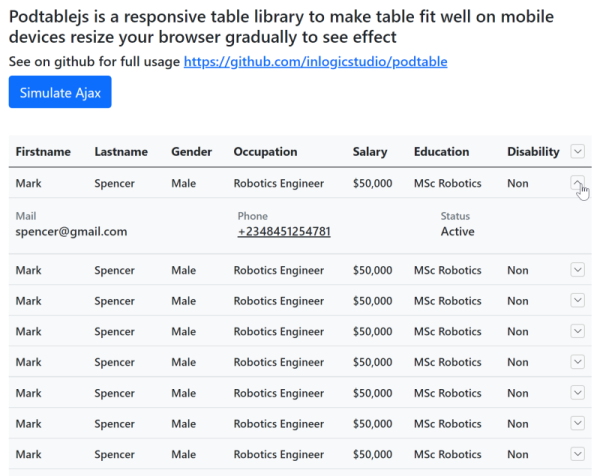 Podtablejs is a responsive table library to make table fit well on mobile
devices resize your browser gradually to see effect
See on github for full usage https://github.com/inlogicstudio/podtable
Simulate Ajax
Firstname Lastname Gender Occupation Salary Education Disability
Mark Spencer Male Robotics Engineer $50,000 MSc Robotics Non
Mail Phone Status
spencer@gmail.com +2348451254781 Active
Mark Spencer Male Robotics Engineer $50,000 MSc Robotics Non
Mark Spencer Male Robotics Engineer $50,000 MSc Robotics Non
Mark Spencer Male Robotics Engineer $50,000 MSc Robotics Non
Mark Spencer Male Robotics Engineer $50,000 MSc Robotics Non
Mark Spencer Male Robotics Engineer $50,000 MSc Robotics Non
Mark Spencer Male Robotics Engineer $50,000 MSc Robotics Non
Mark Spencer Male Robotics Engineer $50,000 MSc Robotics Non